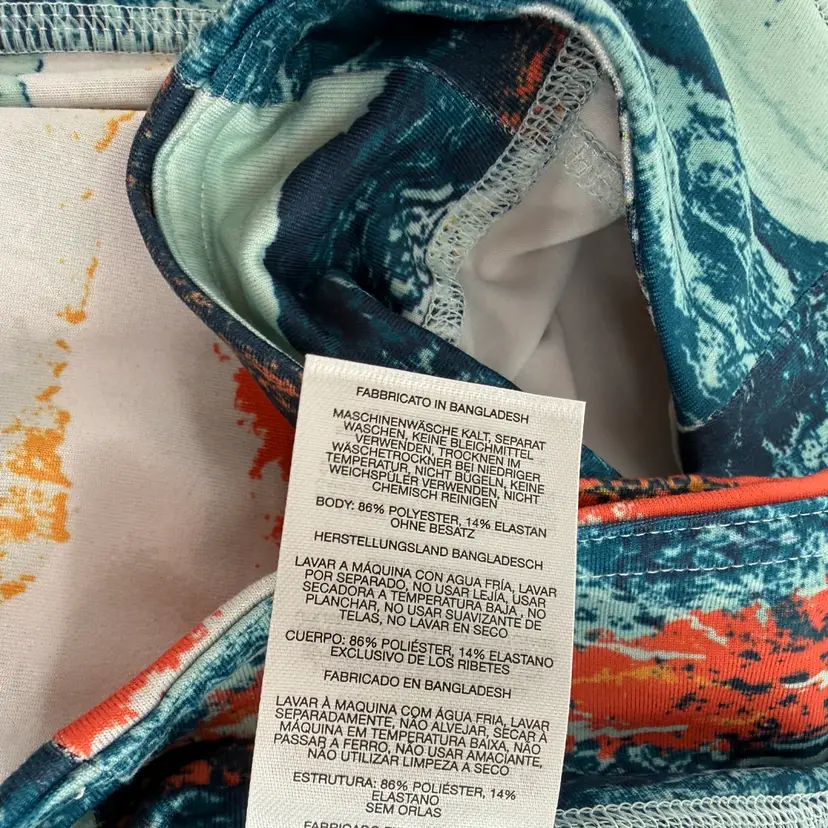 FABBRICATO IN BANGLADESH
MASCHINENWÄSCHE KALT, SEPARAT
WASCHEN, KEINE BLEICHMITTEL
VERWENDEN, TROCKNEN IM
WÄSCHETROCKNER BEI NIEDRIGER
TEMPERATUR, NICHT BÜGELN, KEINE
WEICHSPÜLER VERWENDEN, NICHT
CHEMISCH REINIGEN
BODY: 86% POLYESTER, 14% ELASTAN
OHNE BESATZ
HERSTELLUNGSLAND BANGLADESCH
LAVAR A MÁQUINA CON AGUA FRÍA, LAVAR
POR SEPARADO, NO USAR LEJÍA, USAR
SECADORA A TEMPERATURA BAJA , NO
PLANCHAR, NO USAR SUAVIZANTE DE
TELAS, NO LAVAR EN SECO
CUERPO: 86% POLIÉSTER, 14% ELASTANO
EXCLUSIVO DE LOS RIBETES
FABRICADO EN BANGLADESH
LAVAR À MAQUINA COM ÁGUA FRIA, LAVAR
SEPARADAMENTE, NÃO ALVEJAR, SECAR À
MÁQUINA EM TEMPERATURA BAIXA, NÃO
PASSAR A FERRO, NÃO USAR AMACIANTE,
NÃO UTILIZAR LIMPEZA A SECO
ESTRUTURA: 86% POLIÉSTER, 14%
ELASTANO
SEM ORLAS
FABRICADO